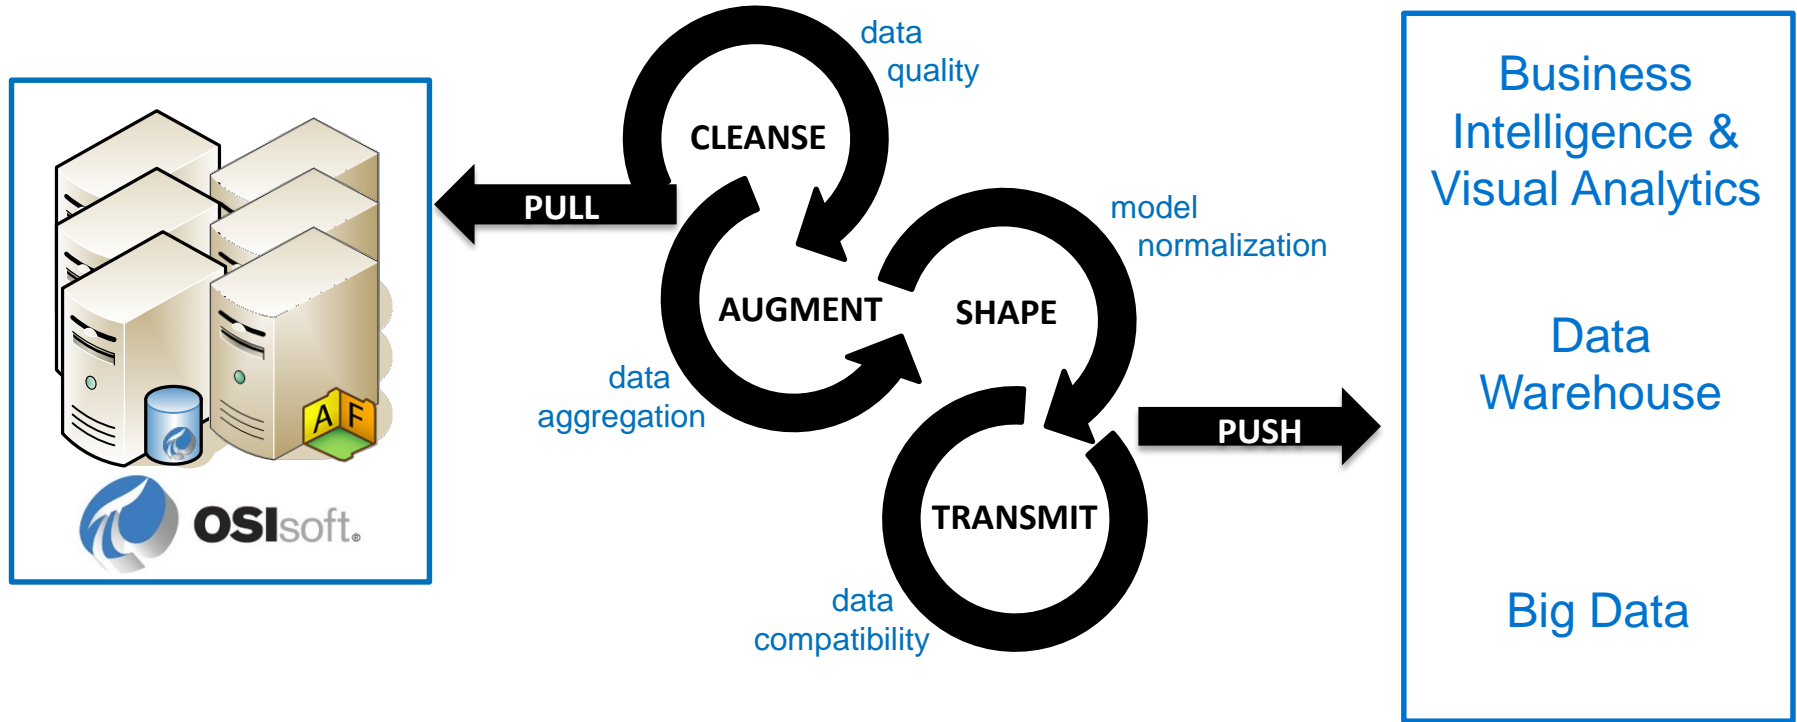 data
quality
CLEANSE
PULL
AUGMENT
data
aggregation
model
normalization
SHAPE
PUSH
TRANSMIT
data
compatibility
A F
OSIsoft®
Business
Intelligence &
Visual Analytics
Data
Warehouse
Big Data